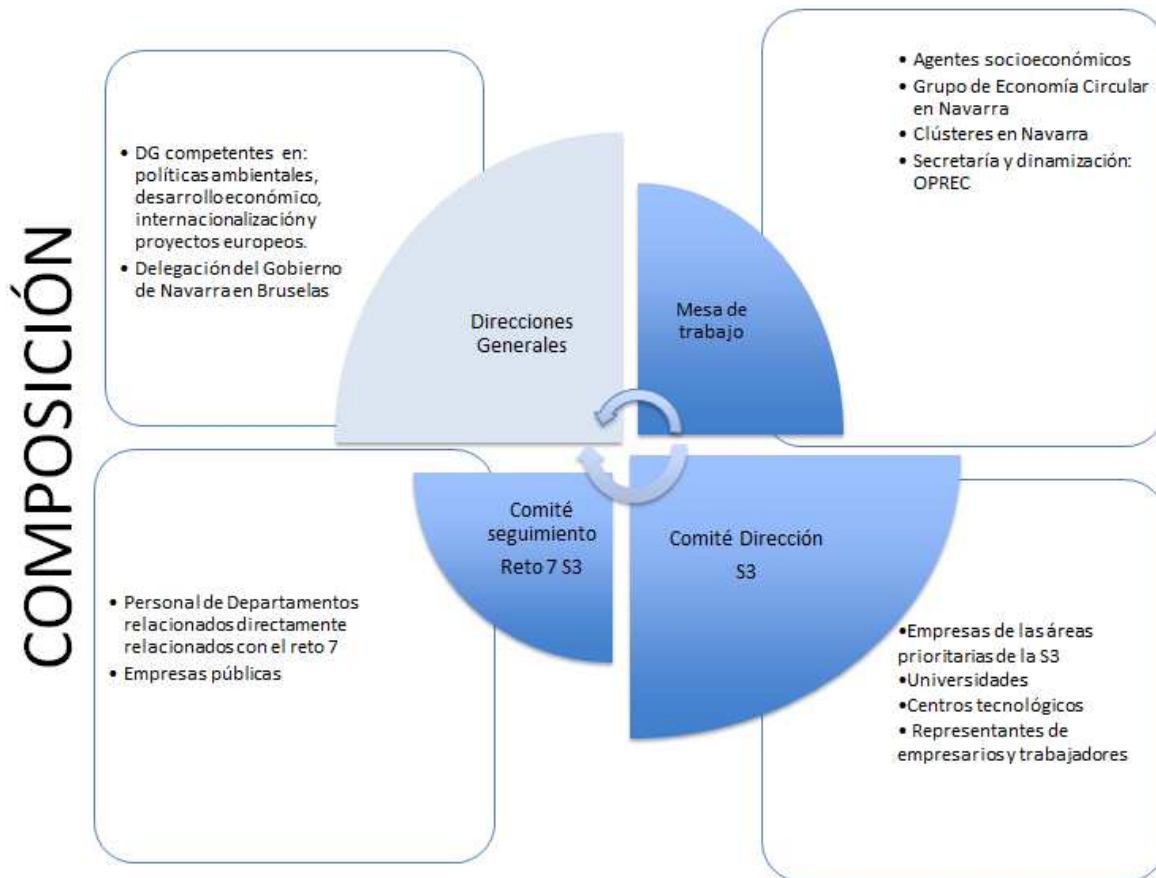 COMPOSICIÓN
• DG competentes en:
políticas ambientales,
desarrollo económico,
internacionalización y
proyectos europeos.
• Delegación del Gobierno
de Navarra en Bruselas
Direcciones
Generales
• Agentes socioeconómicos
• Grupo de Economía Circular
en Navarra
• Clústeres en Navarra
• Secretaría y dinamización:
OPREC
Mesa de
trabajo
• Personal de Departamentos
relacionados directamente
relacionados con el reto 7
• Empresas públicas
Comité
seguimiento
Reto 7 S3
Comité Dirección
S3
•Empresas de las áreas
prioritarias de la S3
•Universidades
•Centros tecnológicos
• Representantes de
empresarios y trabajadores